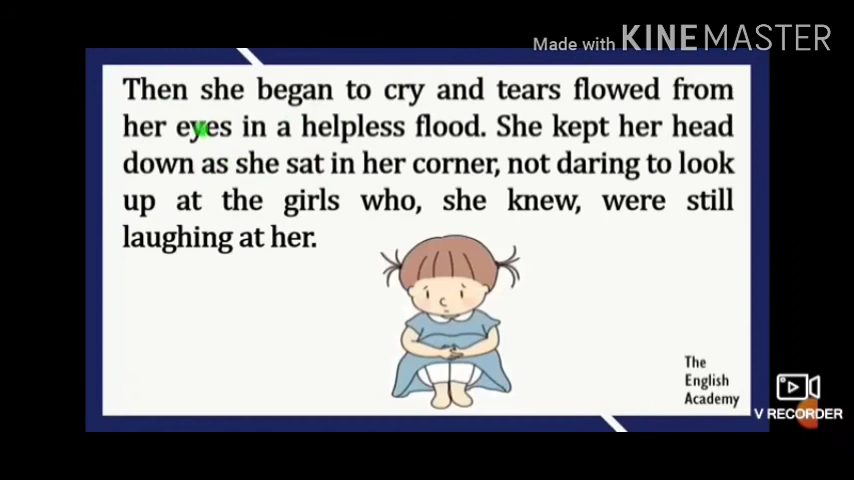 Made with KINEMASTER
Then she began to cry and tears flowed from
her eyes in a helpless flood. She kept her head
down as she sat in her corner, not daring to look
up at the girls who, she knew, were still
laughing at her.
The
English
Academy
V RECORDER